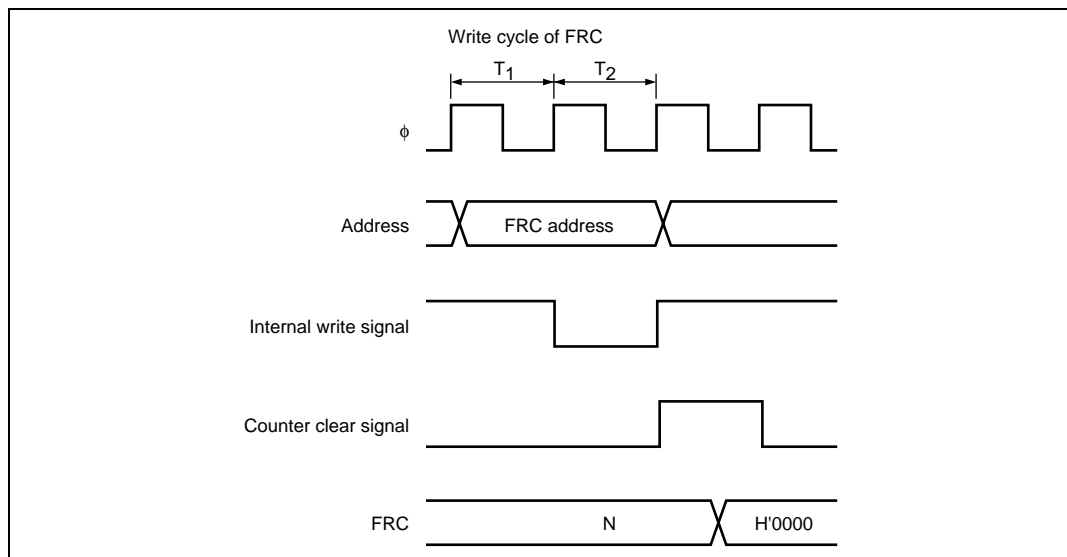 Write cycle of FRC
T1 T2
ϕ
Address FRC address
Internal write signal
Counter clear signal
FRC N H'0000